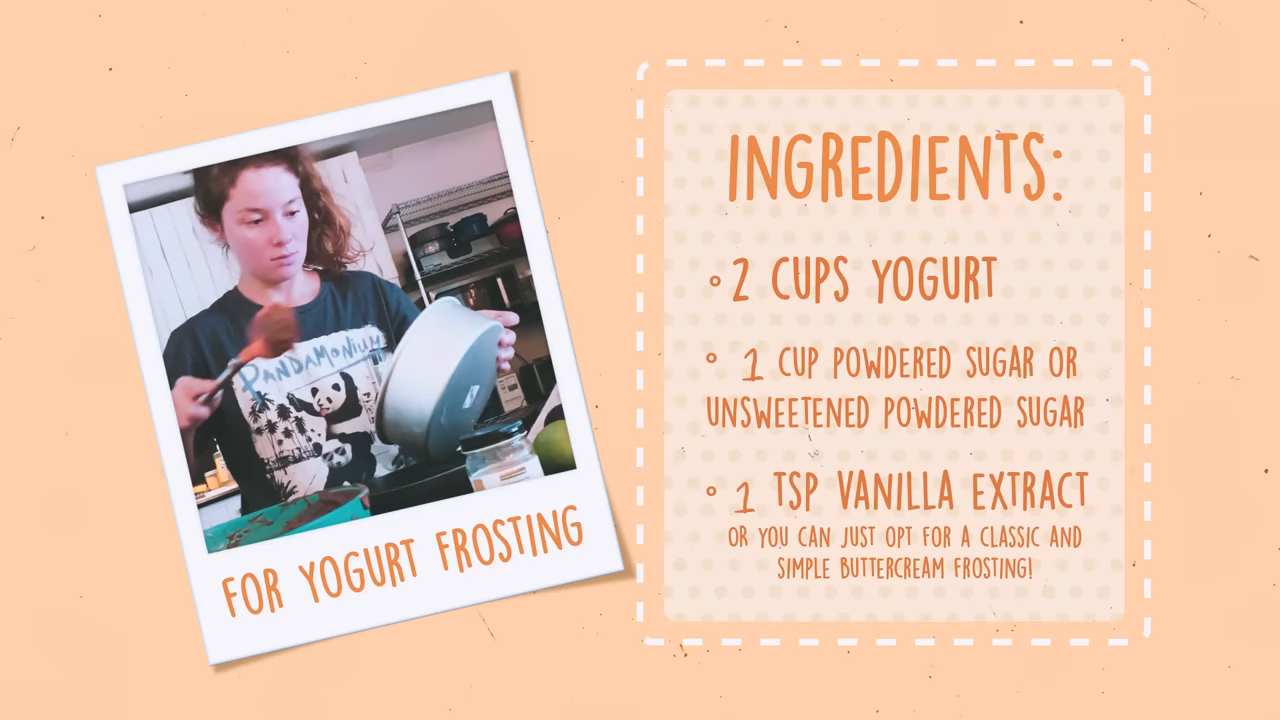 PANDAMONIUM
FOR YOGURT FROSTING
INGREDIENTS:
• 2 CUPS YOGURT
• 1 CUP POWDERED SUGAR OR
UNSWEETENED POWDERED SUGAR
• 1 TSP VANILLA EXTRACT
OR YOU CAN JUST OPT FOR A CLASSIC AND
SIMPLE BUTTERCREAM FROSTING!